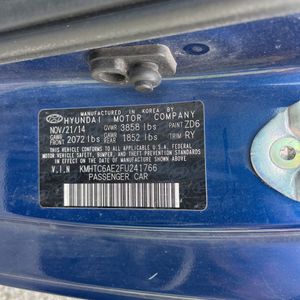 MANUFACTURED IN KOREA BY
HYUNDAI MOTOR COMPANY
NOV/21/14 GVWR 3858 lbs PAINT ZD6
GAWR FRONT 2072 lbs GAWR REAR 1852 lbs TRIM RY
THIS VEHICLE CONFORMS TO ALL APPLICABLE U.S. FEDERAL
MOTOR VEHICLE SAFETY, BUMPER, AND THEFT PREVENTION
STANDARDS IN EFFECT ON THE DATE OF MANUFACTURE
SHOWN ABOVE.
V.I.N KMHTC6AE2FU241766
PASSENGER CAR